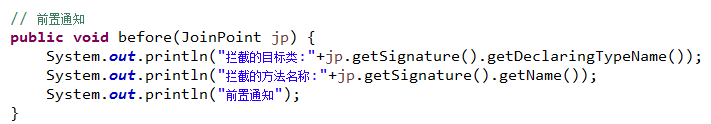 // 前置通知
public void before(JoinPoint jp) {
    System.out.println("拦截的目标类:"+jp.getSignature().getDeclaringTypeName());
    System.out.println("拦截的方法名称:"+jp.getSignature().getName());
    System.out.println("前置通知");
}